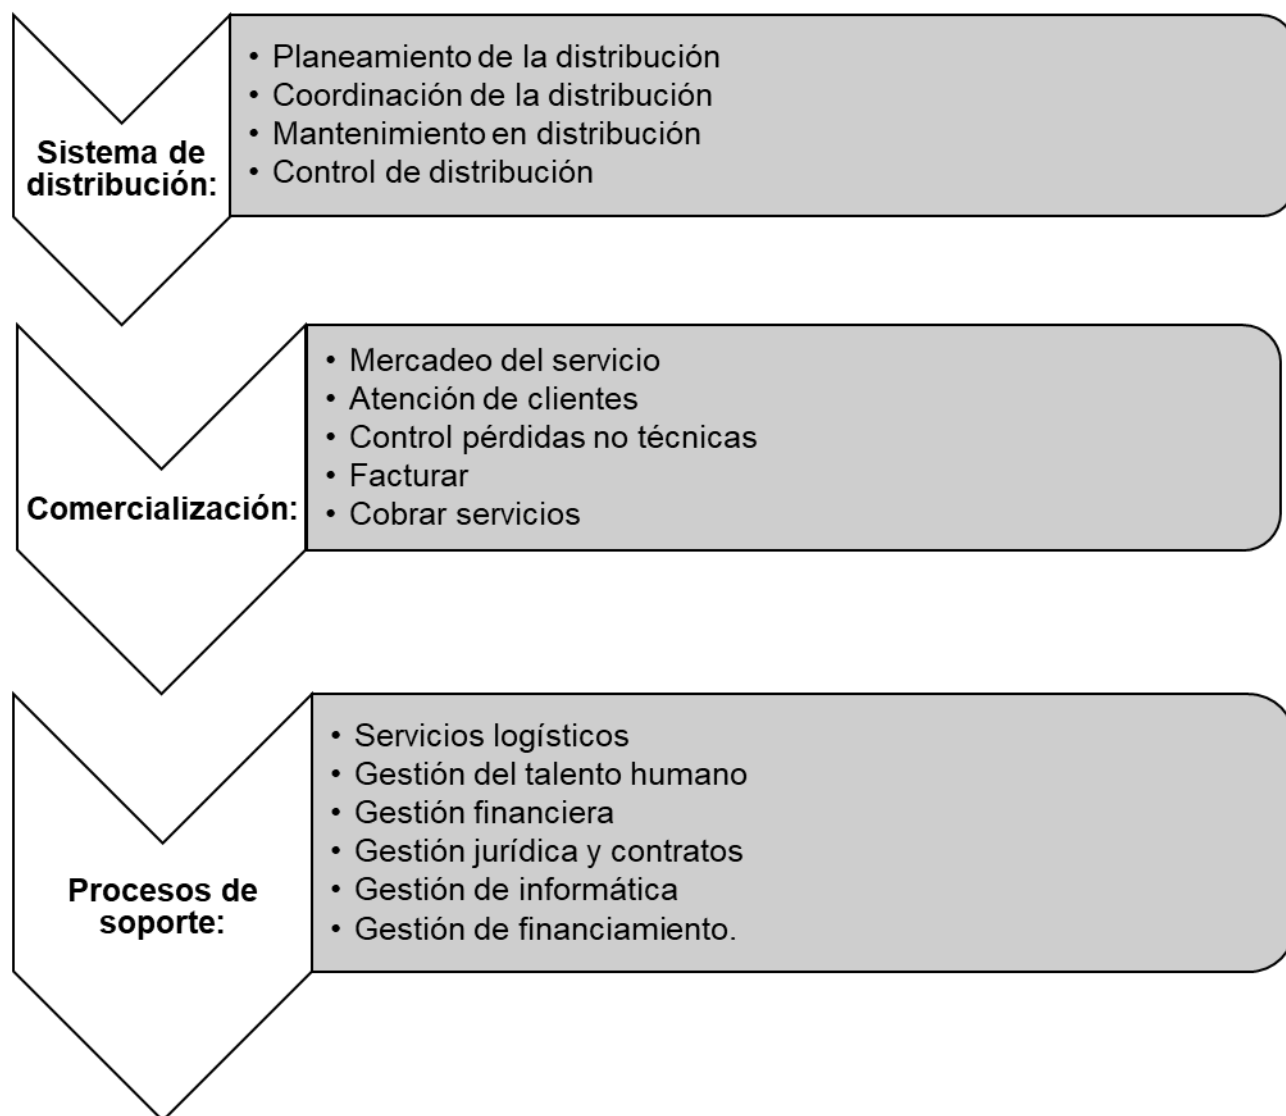 Sistema de
distribución:
• Planeamiento de la distribución
• Coordinación de la distribución
• Mantenimiento en distribución
• Control de distribución
Comercialización:
• Mercadeo del servicio
• Atención de clientes
• Control pérdidas no técnicas
• Facturar
• Cobrar servicios
Procesos de
soporte:
• Servicios logísticos
• Gestión del talento humano
• Gestión financiera
• Gestión jurídica y contratos
• Gestión de informática
• Gestión de financiamiento.